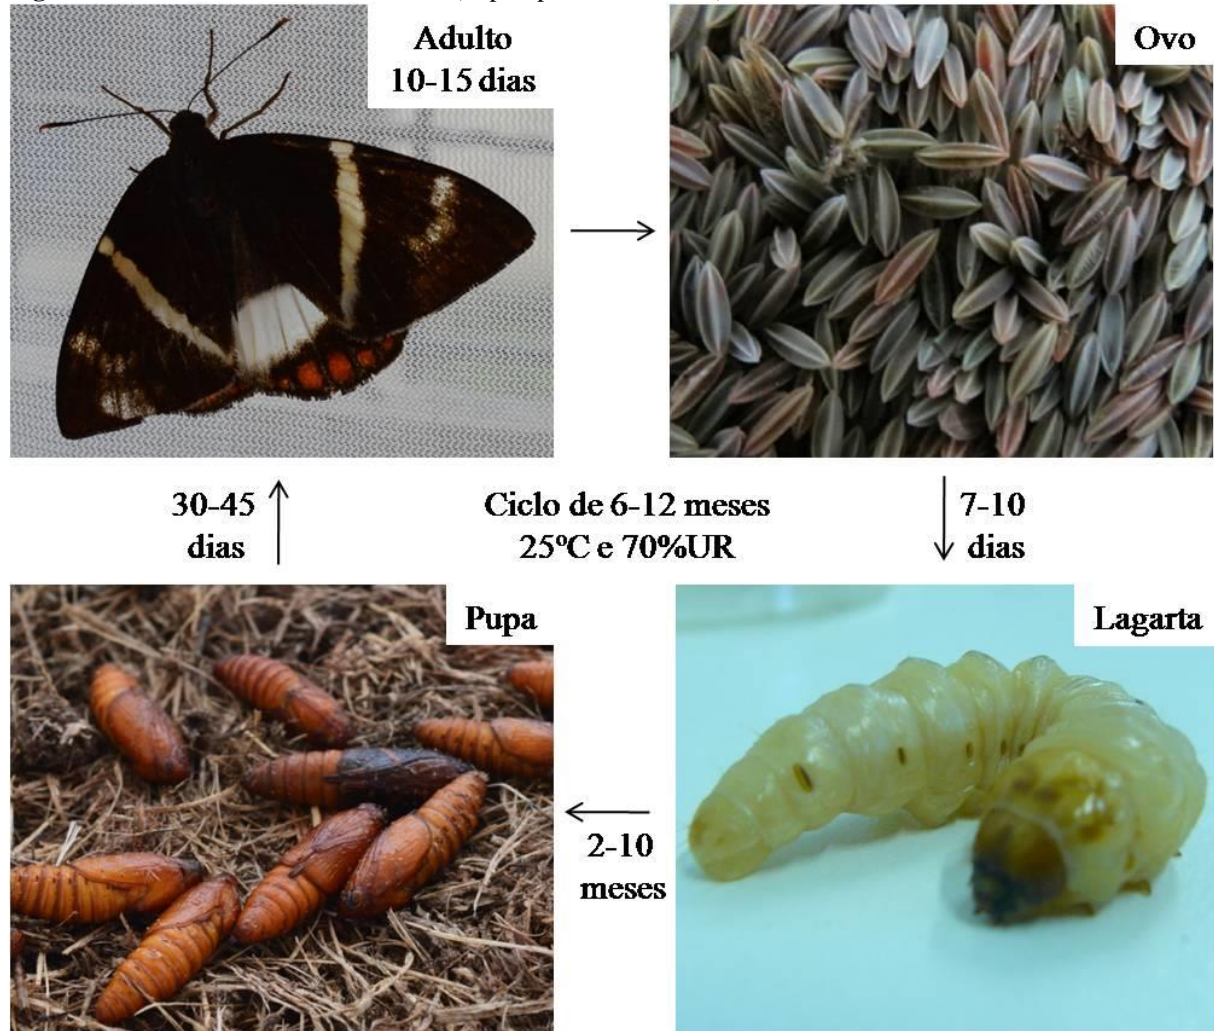 Adulto
10-15 dias
Ovo
30-45
dias
Ciclo de 6-12 meses
25ºC e 70%UR
7-10
dias
Pupa
Lagarta
2-10
meses